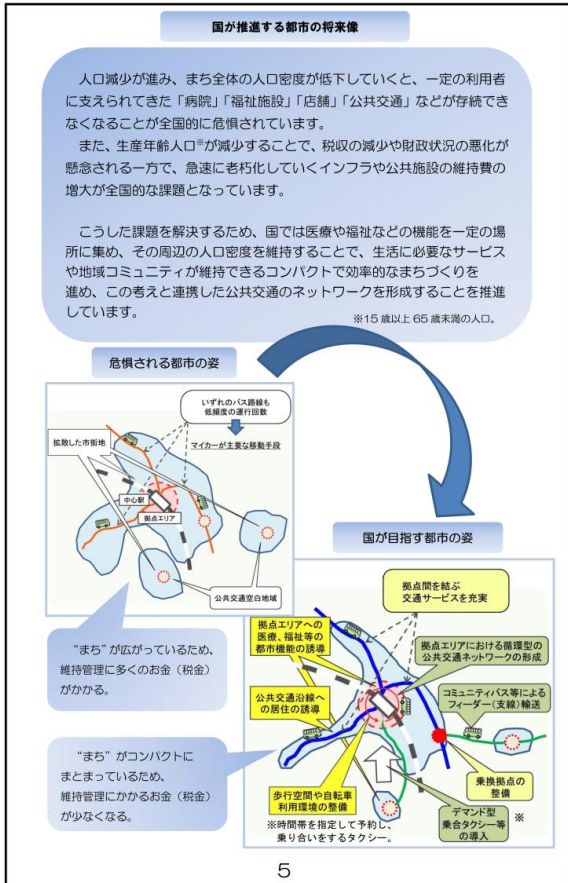 国が推進する都市の将来像
人口減少が進み、まち全体の人口密度が低下していくと、一定の利用者
に支えられてきた「病院」「福祉施設」「店舗」「公共交通」などが存続でき
なくなることが全国的に危惧されています。
また、生産年齢人口※が減少することで、税収の減少や財政状況の悪化が
懸念される一方で、急速に老朽化していくインフラや公共施設の維持費の
増大が全国的な課題となっています。
こうした課題を解決するため、国では医療や福祉などの機能を一定の場
所に集め、その周辺の人口密度を維持することで、生活に必要なサービス
や地域コミュニティが維持できるコンパクトで効率的なまちづくりを
進め、この考えと連携した公共交通のネットワークを形成することを推進
しています。
※15歳以上65歳未満の人口。
危惧される都市の姿
いずれのバス路線も
低頻度の運行回数
マイカーが主要な移動手段
拡散した市街地
中心駅
拠点エリア
公共交通空白地域
“まち”が広がっているため、
維持管理に多くのお金（税金）
がかかる。
国が目指す都市の姿
拠点間を結ぶ
交通サービスを充実
拠点エリアへの
医療、福祉等の
都市機能の誘導
拠点エリアにおける循環型の
公共交通ネットワークの形成
公共交通沿線へ
の居住の誘導
コミュニティバス等による
フィーダー（支線）輸送
乗換拠点の
整備
歩行空間や自転車
利用環境の整備
デマンド型
乗合タクシー等
の導入
※
※時間帯を指定して予約し、
乗り合いをするタクシー。
“まち”がコンパクトに
まとまっているため、
維持管理にかかるお金（税金）
が少なくなる。
5